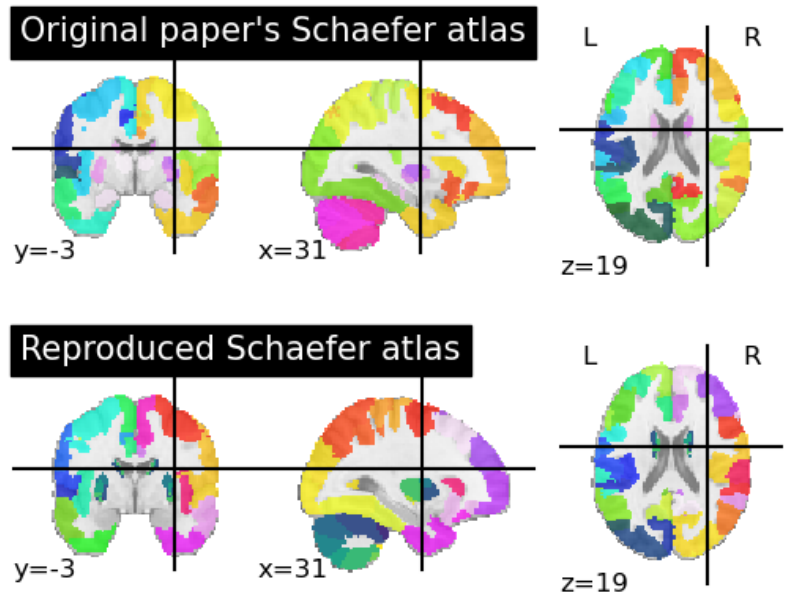 Original paper's Schaefer atlas
L R
y=-3 x=31 z=19
Reproduced Schaefer atlas
L R
y=-3 x=31 z=19